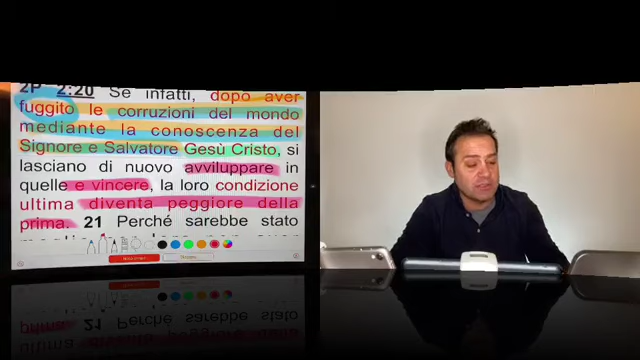 2P 2:20 Se infatti, dopo aver
fuggito le corruzioni del mondo
mediante la conoscenza del
Signore e Salvatore Gesù Cristo, si
lasciano di nuovo avviluppare in
quelle e vincere, la loro condizione
ultima diventa peggiore della
prima. 21 Perché sarebbe stato